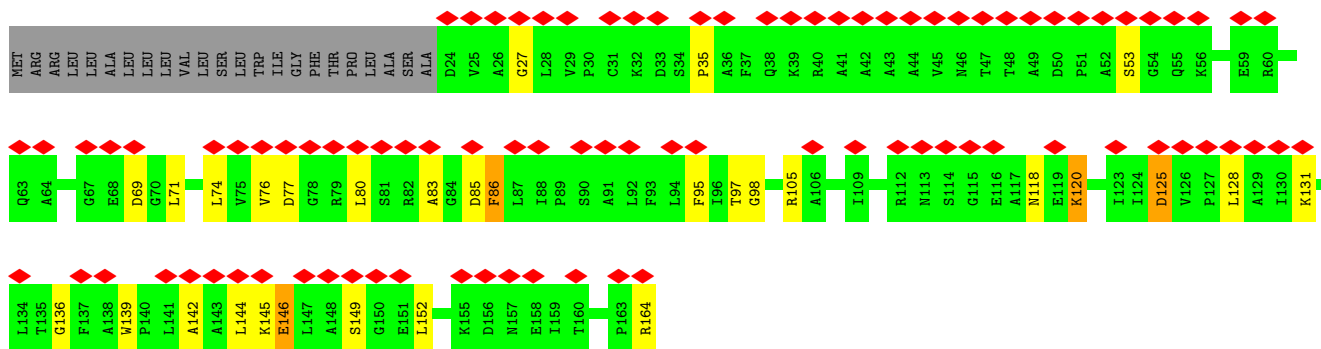 MET ARG ARG LEU LEU ALA LEU LEU LEU VAL LEU SER LEU TRP ILE GLY PHE THR PRO LEU ALA SER ALA D24 V25 A26 G27 L28 V29 P30 C31 K32 D33 S34 P35 A36 F37 Q38 K39 R40 A41 A42 A43 A44 V45 N46 T47 T48 A49 D50 P51 A52 S53 G54 Q55 K56 E59 R60
Q63 A64 G67 E68 D69 G70 L71 L74 V75 V76 D77 G78 R79 L80 S81 R82 A83 G84 D85 F86 L87 I88 P89 S90 A91 L92 F93 L94 F95 I96 T97 G98 R105 A106 I109 R112 N113 S114 G115 E116 A117 N118 E119 K120 I123 I124 D125 V126 P127 L128 A129 I130 K131
L134 T135 G136 F137 A138 W139 P140 L141 A142 A143 L144 K145 E146 L147 A148 S149 G150 E151 L152 K155 D156 N157 E158 I159 T160 P163 R164